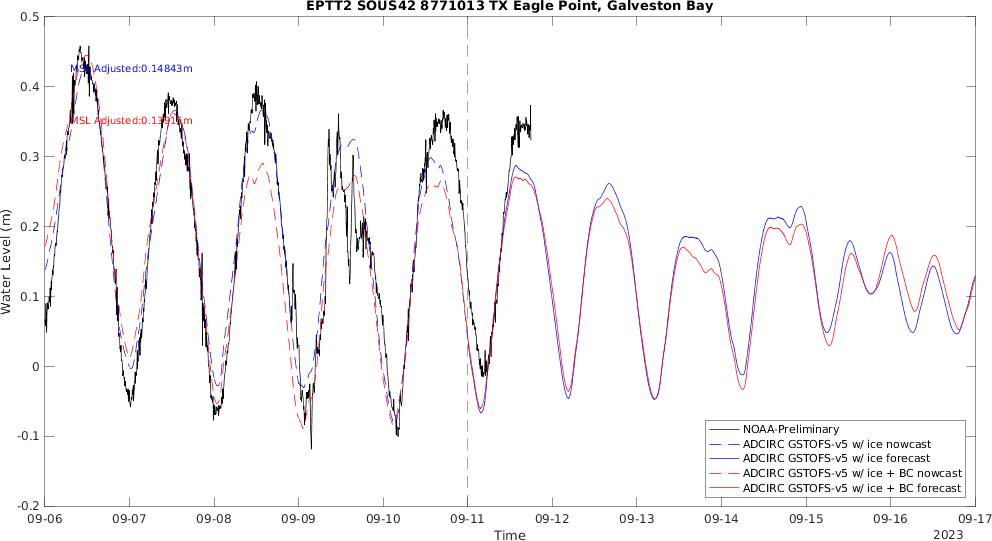 EPTT2 SOUS42 8771013 TX Eagle Point, Galveston Bay
0.5
0.4
0.3
0.2
0.1
0
-0.1
-0.2
Water Level (m)
MSL Adjusted:0.14843m
MSL
09-06
09-07
09-08
09-09
09-10
09-11
09-12
09-13
09-14
09-15
09-16
09-17
Time
2023
NOAA-Preliminary
ADCIRC GSTOFS-v5 w/ ice nowcast
ADCIRC GSTOFS-v5 w/ ice forecast
ADCIRC GSTOFS-v5 w/ ice + BC nowcast
ADCIRC GSTOFS-v5 w/ ice + BC forecast